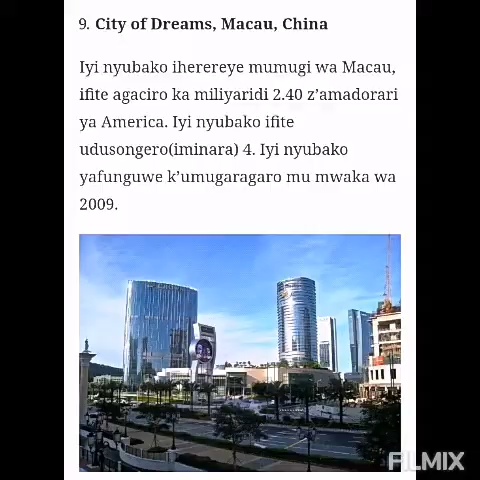 9. City of Dreams, Macau, China
Iyi nyubako iherereye mumugi wa Macau,
ifite agaciro ka miliyaridi 2.40 z’amadorari
ya America. Iyi nyubako ifite
udusongero(iminara) 4. Iyi nyubako
yafunguwe k’umugaragaro mu mwaka wa
2009.
FILMIX